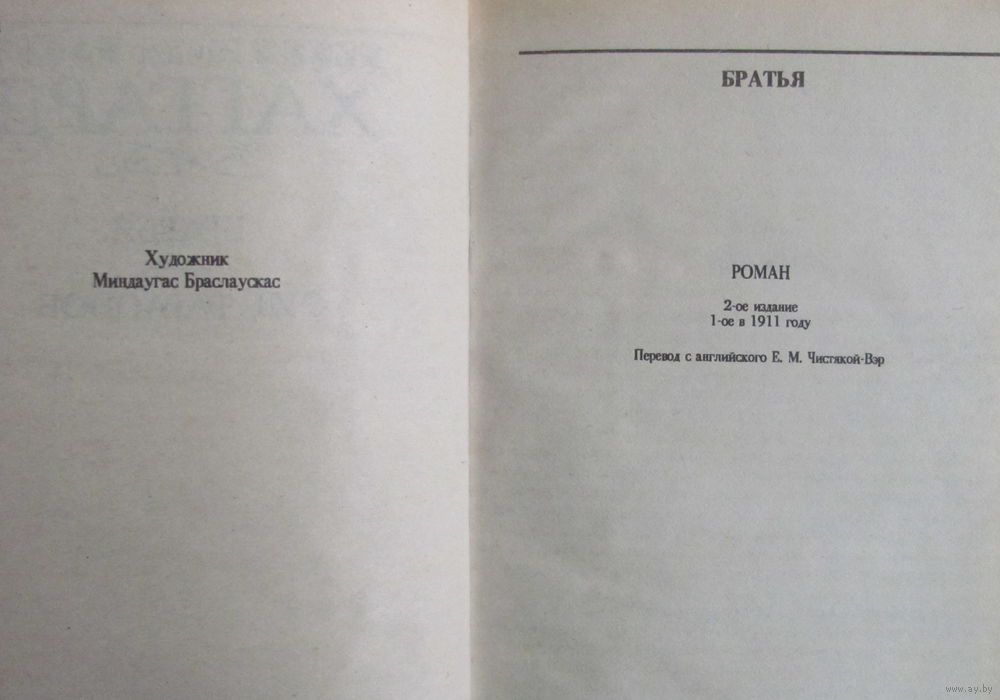 Художник
Миндаугас Браслаускас
БРАТЬЯ
РОМАН
2-ое издание
1-ое в 1911 году
Перевод с английского Е. М. Чистякой-Вэр
www.ay.by